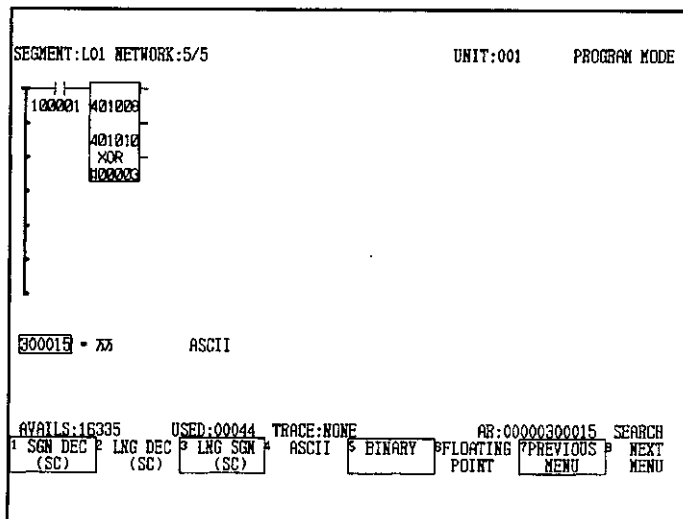 SEGMENT:L01 NETWORK:5/5 UNIT:001 PROGRAM MODE
100001 401008
401010
XOR
#00003
300015 = ASCII
AVAILS:16335 USED:00044 TRACE:NONE AR:00000300015 SEARCH
1 SGN DEC 2 LNG DEC 3 LNG SGN 4 ASCII 5 BINARY 6 FLOATING 7 PREVIOUS 8 NEXT
(SC) (SC) (SC) POINT MENU MENU